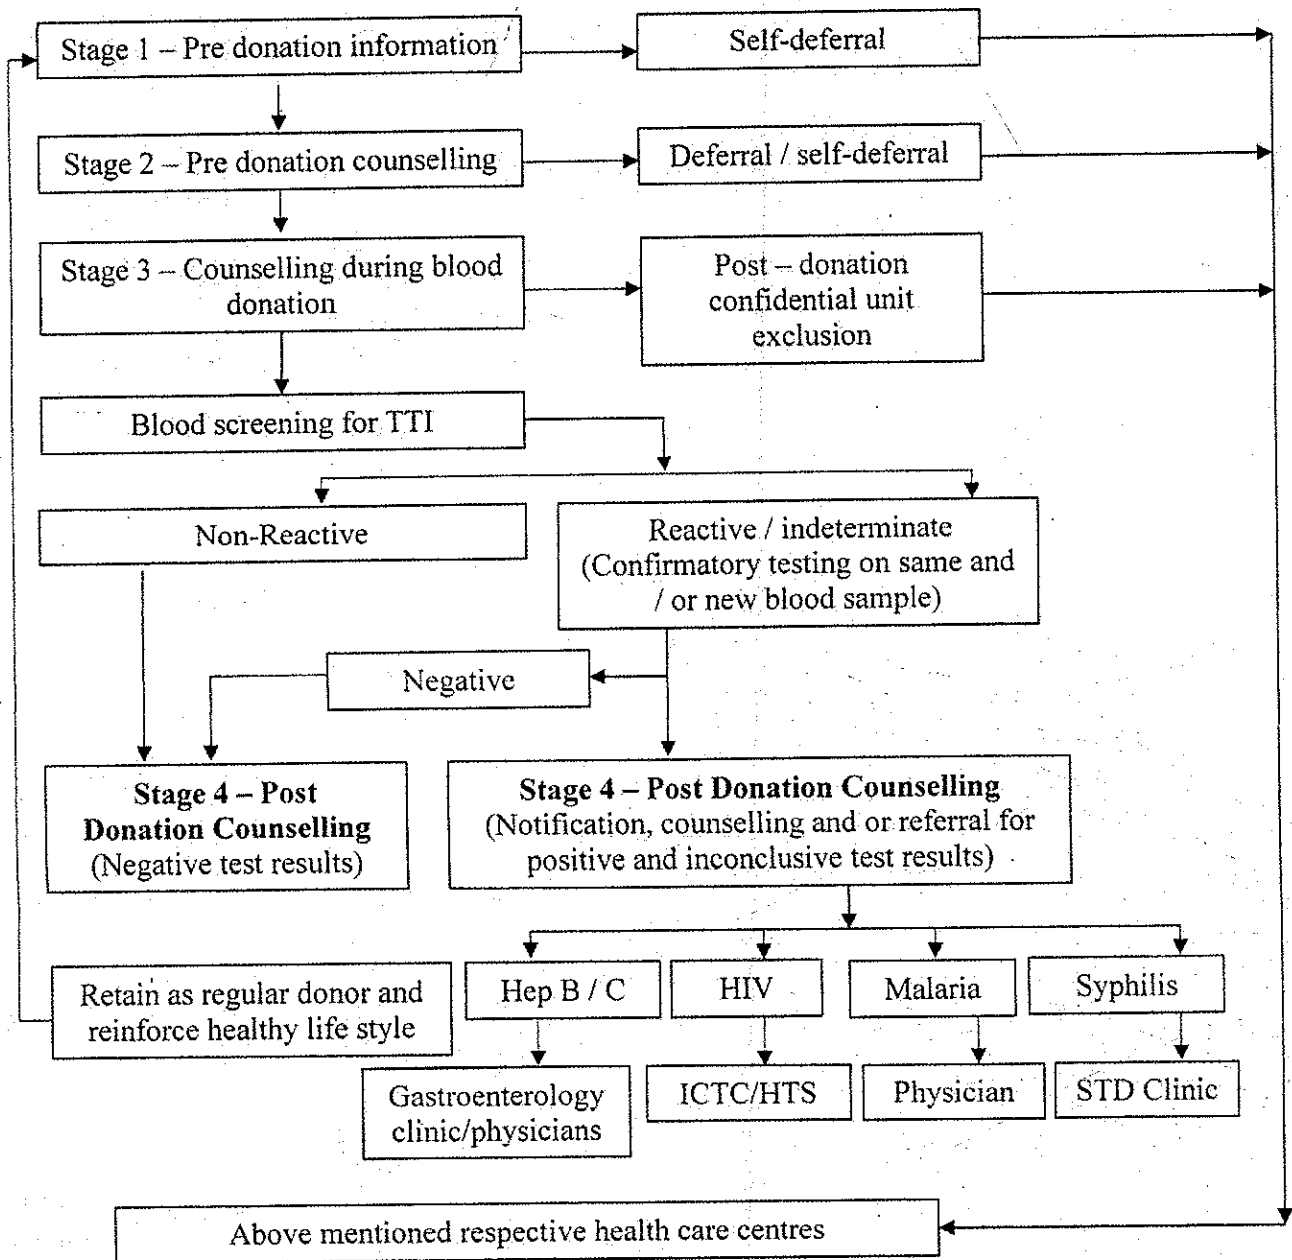 Stage 1 – Pre donation information
Self-deferral
Stage 2 – Pre donation counselling
Deferral / self-deferral
Stage 3 – Counselling during blood
donation
Post – donation
confidential unit
exclusion
Blood screening for TTI
Non-Reactive
Reactive / indeterminate
(Confirmatory testing on same and
/ or new blood sample)
Negative
Stage 4 – Post
Donation Counselling
(Negative test results)
Stage 4 – Post Donation Counselling
(Notification, counselling and or referral for
positive and inconclusive test results)
Retain as regular donor and
reinforce healthy life style
Hep B / C
HIV
Malaria
Syphilis
Gastroenterology
clinic/physicians
ICTC/HTS
Physician
STD Clinic
Above mentioned respective health care centres